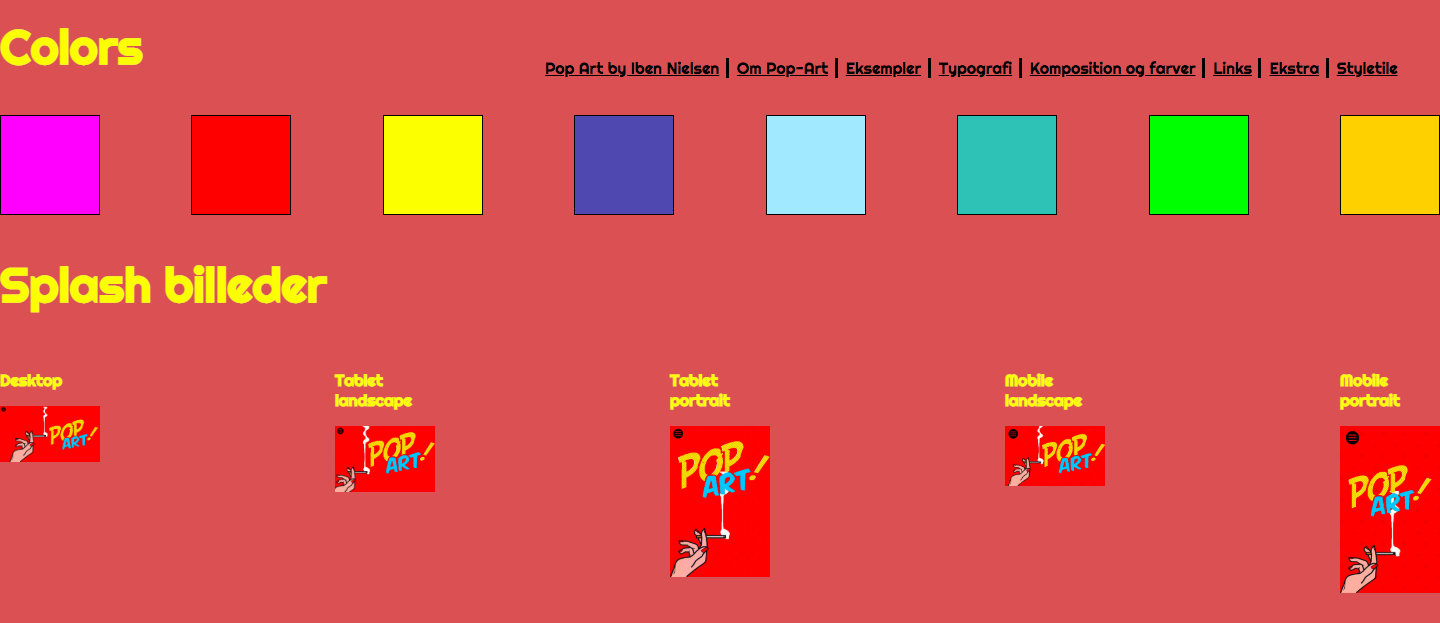 Colors
Pop Art by Iben Nielsen Om Pop-Art Eksempler Typografi Komposition og farver Links Ekstra Styletile
Splash billeder
Desktop
Tablet
landscape
Tablet
portrait
Mobile
landscape
Mobile
portrait
POP
ART!
POP
ART!
POP
ART!
POP
ART!
POP
ART!